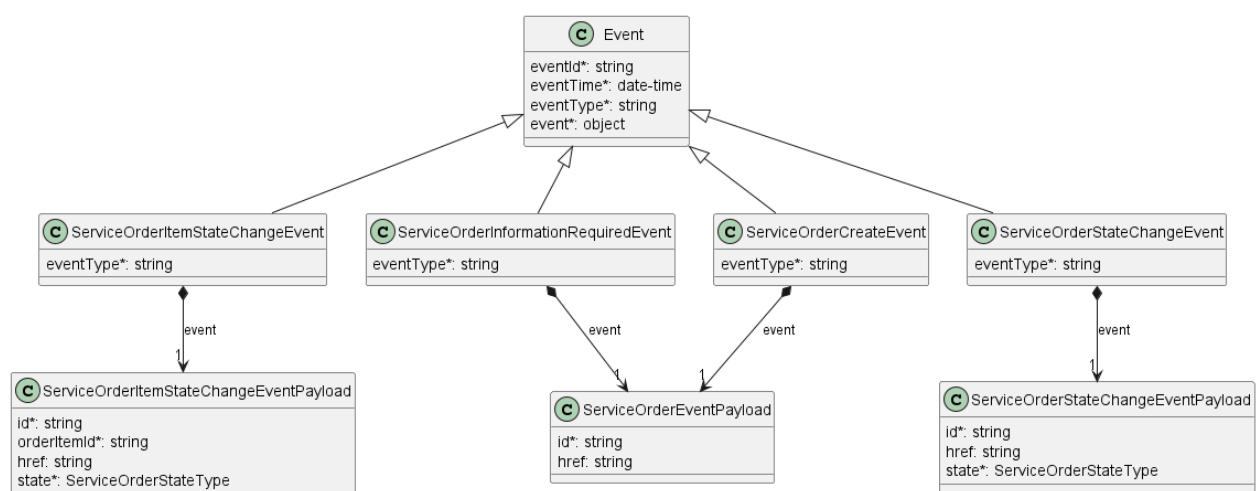 C Event
eventId*: string
eventTime*: date-time
eventType*: string
event*: object
C ServiceOrderItemStateChangeEvent
eventType*: string
C ServiceOrderInformationRequiredEvent
eventType*: string
C ServiceOrderCreateEvent
eventType*: string
C ServiceOrderStateChangeEvent
eventType*: string
event
1
event
1
event
1
event
1
C ServiceOrderItemStateChangeEventPayload
id*: string
orderItemId*: string
href: string
state*: ServiceOrderStateType
C ServiceOrderEventPayload
id*: string
href: string
C ServiceOrderStateChangeEventPayload
id*: string
href: string
state*: ServiceOrderStateType